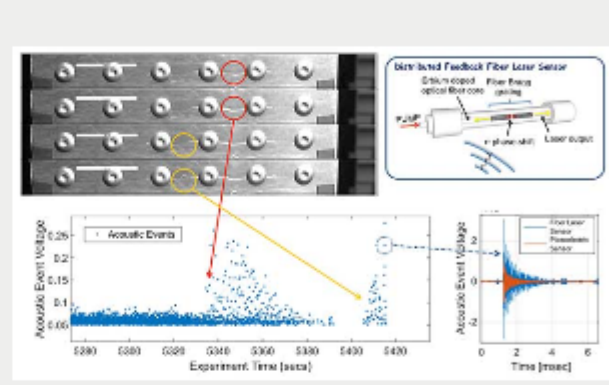 Distributed Feedback Fiber Laser Sensor
Erbium doped
optical fiber core
Fiber Bragg
grating
PUMP
π-phase shift
Laser output
Acoustic Event Voltage
0.25
0.2
0.15
0.1
0.05
Acoustic Events
5280
5300
5320
5340
5360
5380
5400
5420
Experiment Time [secs]
Acoustic Event Voltage
2
0
-2
Fiber Laser
Sensor
Piezoelectric
Sensor
0
2
4
6
Time [msec]